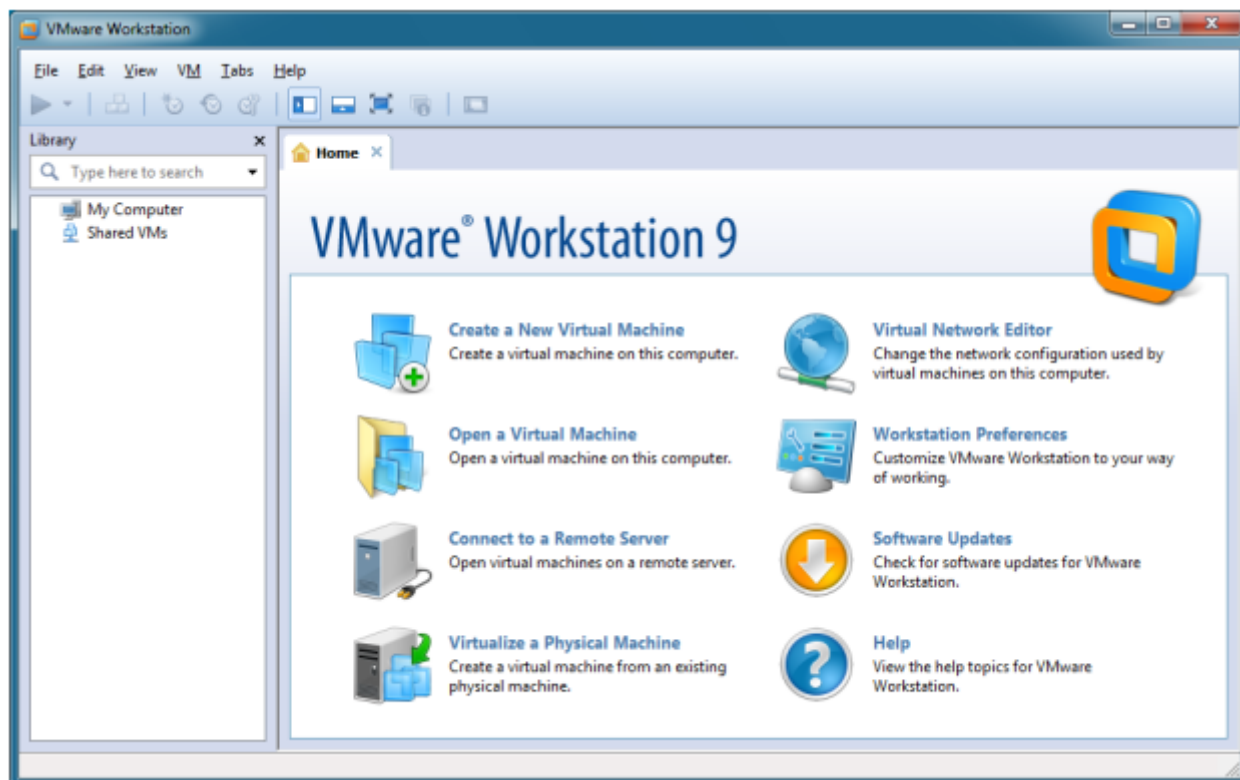 VMware Workstation
File Edit View VM Tabs Help
Library
Type here to search
My Computer
Shared VMs
Home
VMware® Workstation 9
Create a New Virtual Machine
Create a virtual machine on this computer.
Open a Virtual Machine
Open a virtual machine on this computer.
Connect to a Remote Server
Open virtual machines on a remote server.
Virtualize a Physical Machine
Create a virtual machine from an existing
physical machine.
Virtual Network Editor
Change the network configuration used by
virtual machines on this computer.
Workstation Preferences
Customize VMware Workstation to your way
of working.
Software Updates
Check for software updates for VMware
Workstation.
Help
View the help topics for VMware
Workstation.